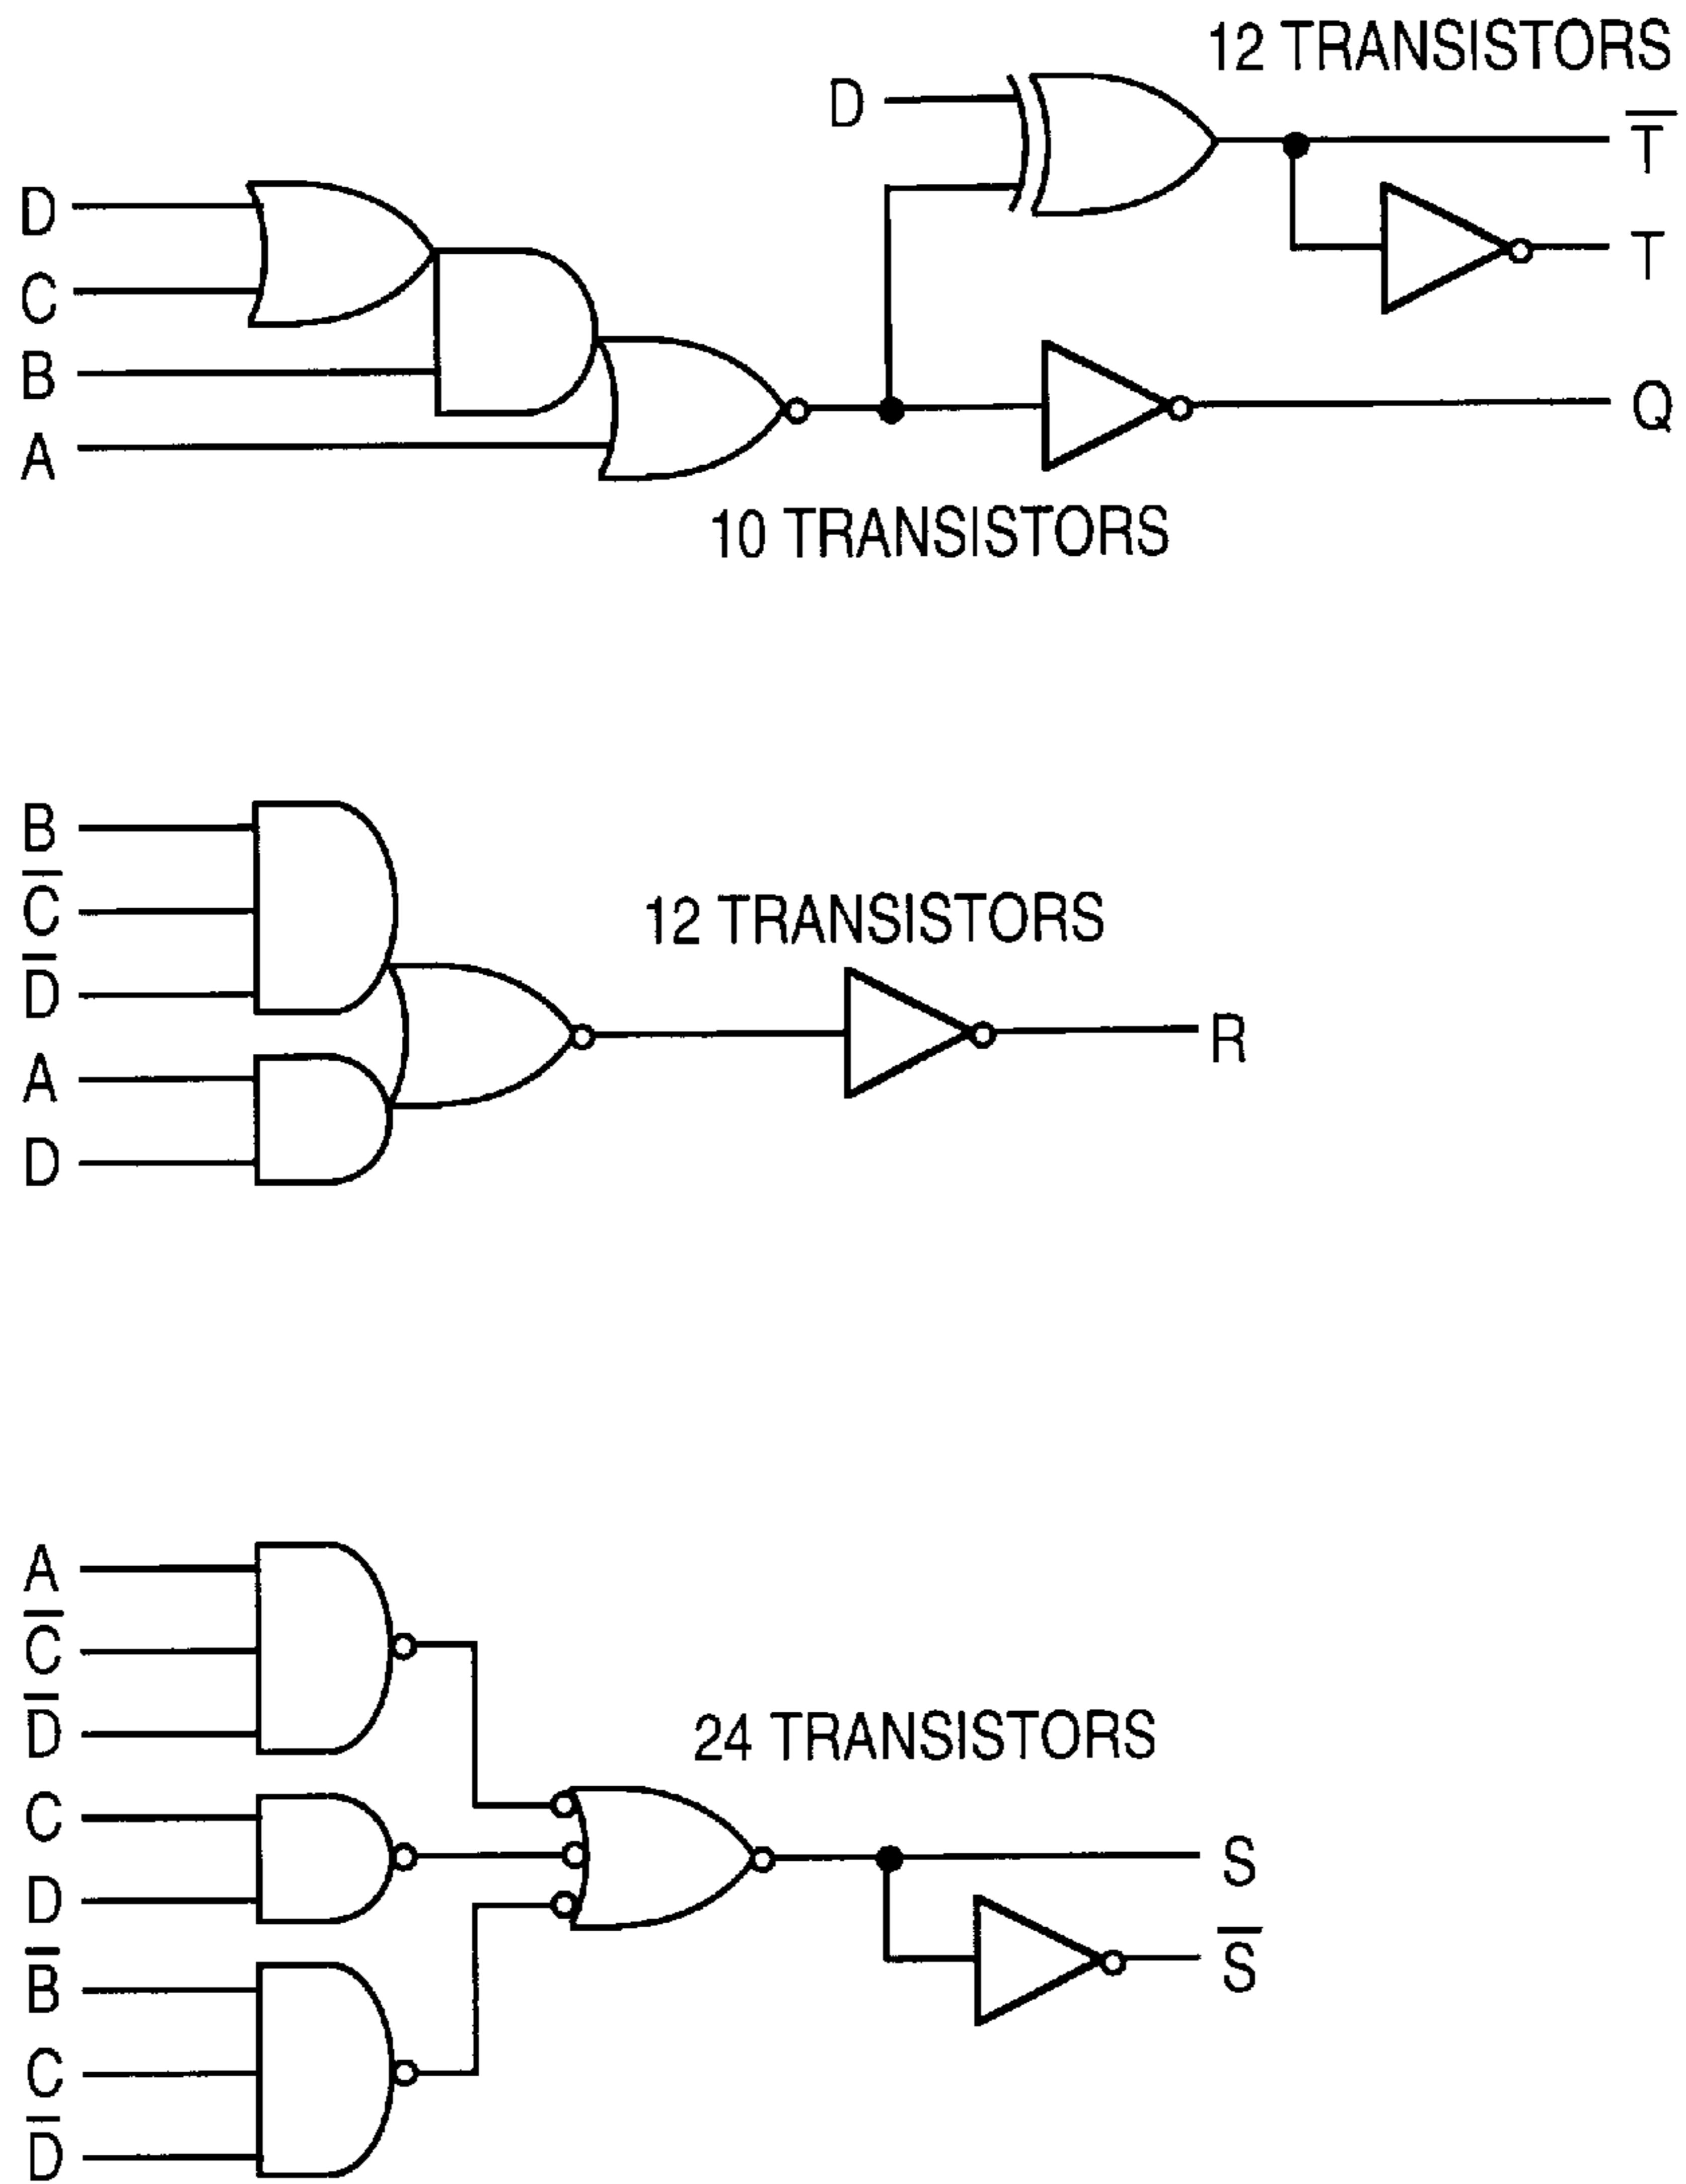 12 TRANSISTORS
D
T̅
D
T
C
B
Q
A
10 TRANSISTORS
B
C̅
12 TRANSISTORS
D̅
R
A
D
A
C̅
D̅
24 TRANSISTORS
C
S
D
B̅
S̅
C
D̅